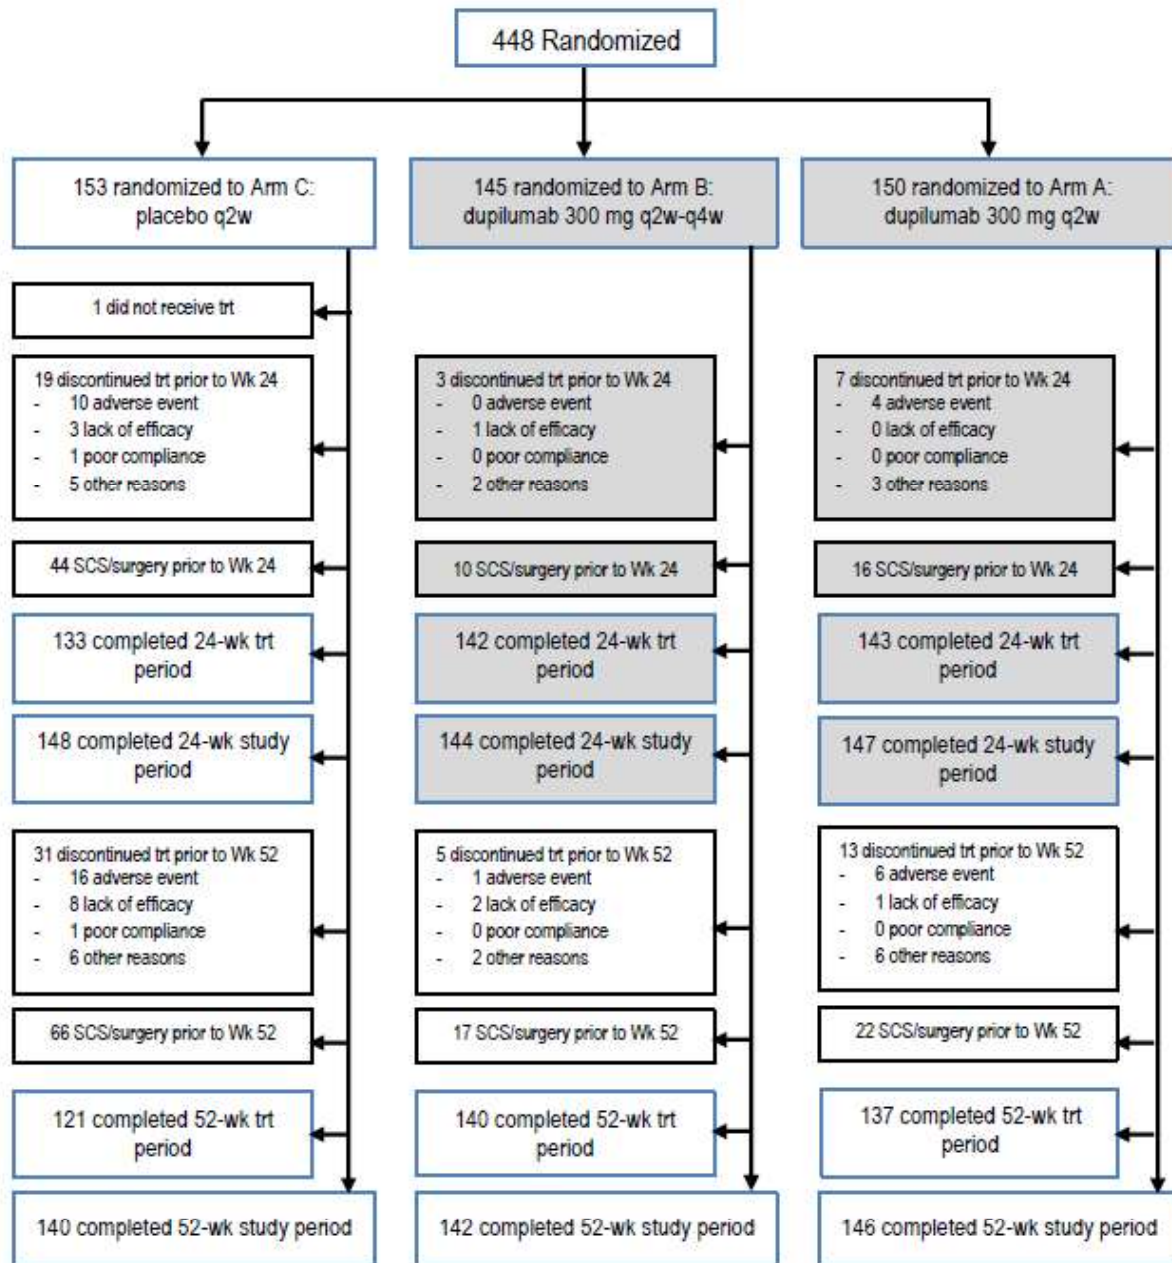 448 Randomized
153 randomized to Arm C:
placebo q2w
145 randomized to Arm B:
dupilumab 300 mg q2w-q4w
150 randomized to Arm A:
dupilumab 300 mg q2w
1 did not receive trt
19 discontinued trt prior to Wk 24
- 10 adverse event
- 3 lack of efficacy
- 1 poor compliance
- 5 other reasons
3 discontinued trt prior to Wk 24
- 0 adverse event
- 1 lack of efficacy
- 0 poor compliance
- 2 other reasons
7 discontinued trt prior to Wk 24
- 4 adverse event
- 0 lack of efficacy
- 0 poor compliance
- 3 other reasons
44 SCS/surgery prior to Wk 24
10 SCS/surgery prior to Wk 24
16 SCS/surgery prior to Wk 24
133 completed 24-wk trt
period
142 completed 24-wk trt
period
143 completed 24-wk trt
period
148 completed 24-wk study
period
144 completed 24-wk study
period
147 completed 24-wk study
period
31 discontinued trt prior to Wk 52
- 16 adverse event
- 8 lack of efficacy
- 1 poor compliance
- 6 other reasons
5 discontinued trt prior to Wk 52
- 1 adverse event
- 2 lack of efficacy
- 0 poor compliance
- 2 other reasons
13 discontinued trt prior to Wk 52
- 6 adverse event
- 1 lack of efficacy
- 0 poor compliance
- 6 other reasons
66 SCS/surgery prior to Wk 52
17 SCS/surgery prior to Wk 52
22 SCS/surgery prior to Wk 52
121 completed 52-wk trt
period
140 completed 52-wk trt
period
137 completed 52-wk trt
period
140 completed 52-wk study period
142 completed 52-wk study period
146 completed 52-wk study period